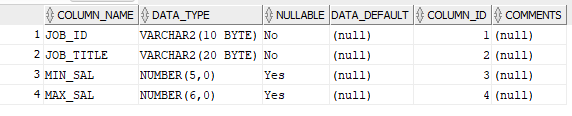 COLUMN_NAME DATA_TYPE NULLABLE DATA_DEFAULT COLUMN_ID COMMENTS
1 JOB_ID VARCHAR2(10 BYTE) No (null) 1 (null)
2 JOB_TITLE VARCHAR2(20 BYTE) No (null) 2 (null)
3 MIN_SAL NUMBER(5,0) Yes (null) 3 (null)
4 MAX_SAL NUMBER(6,0) Yes (null) 4 (null)